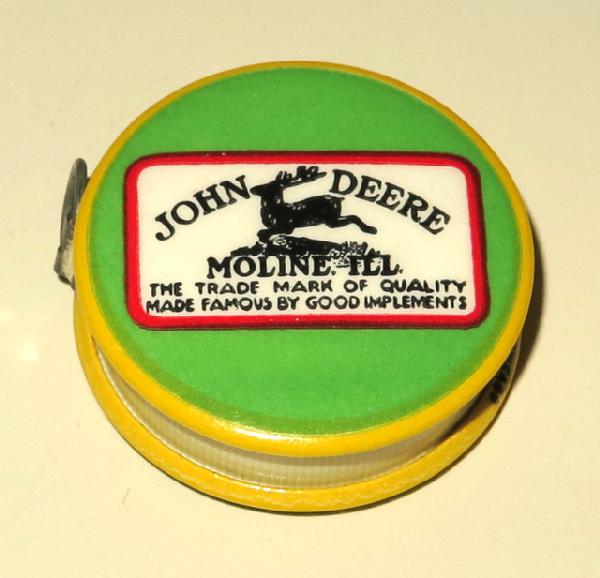 JOHN DEERE
MOLINE. ILL.
THE TRADE MARK OF QUALITY
MADE FAMOUS BY GOOD IMPLEMENTS